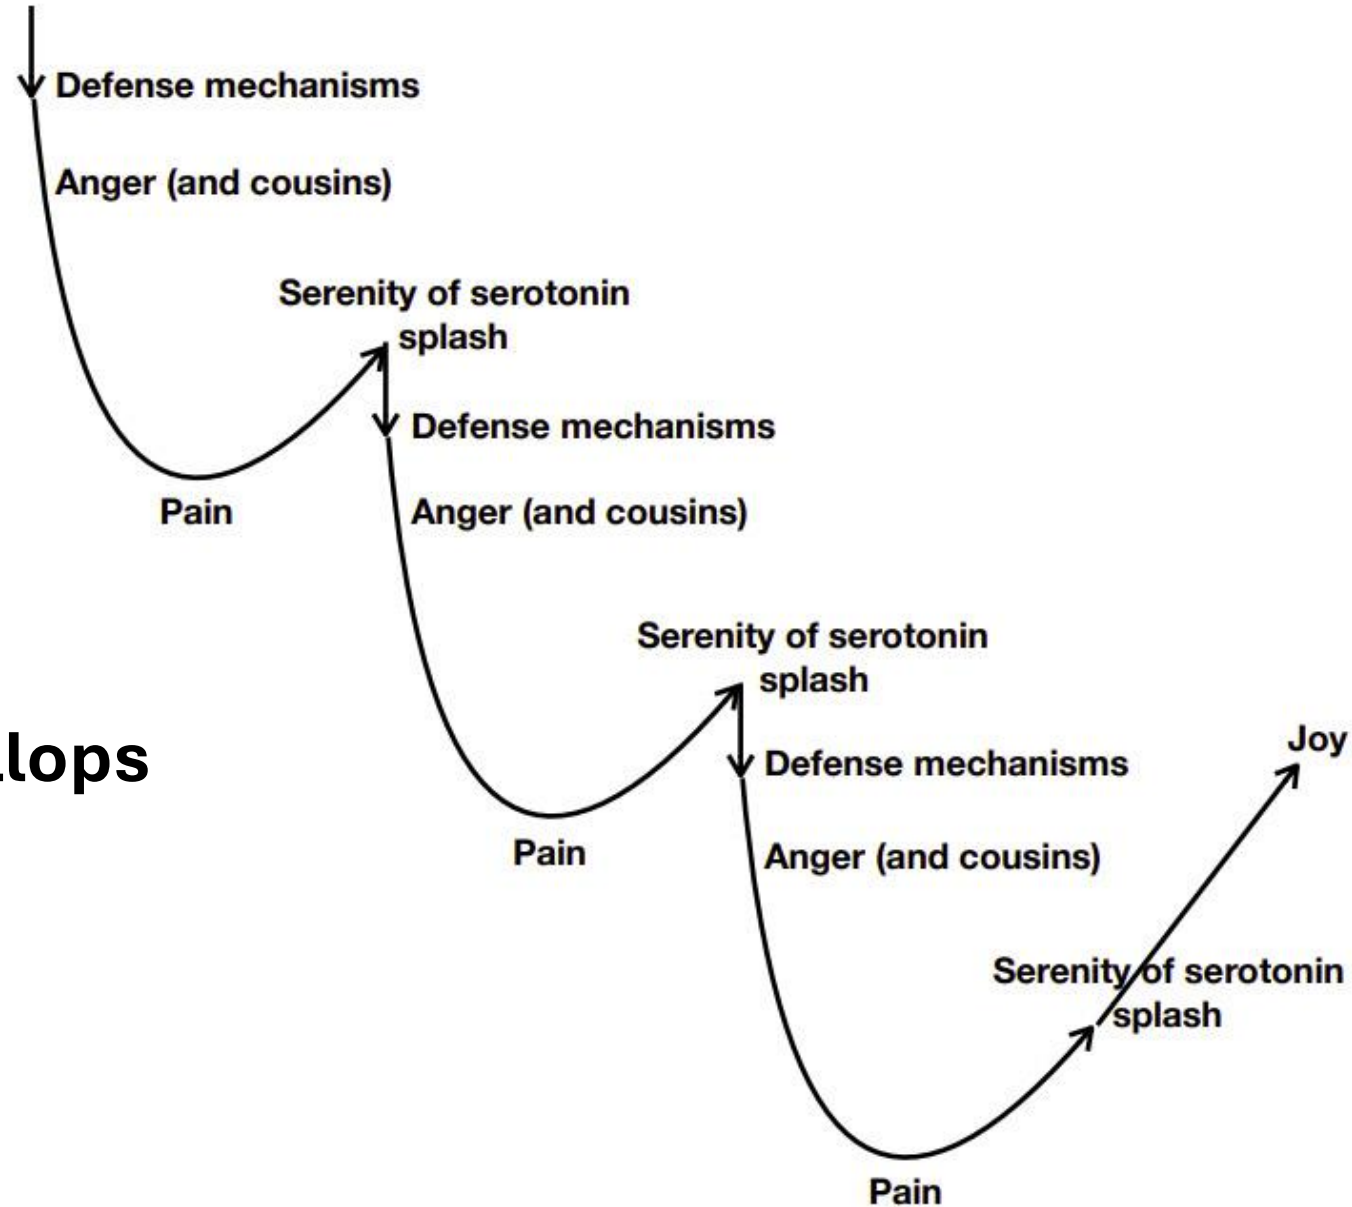 Defense mechanisms
Anger (and cousins)
Serenity of serotonin
splash
Defense mechanisms
Pain
Anger (and cousins)
Serenity of serotonin
splash
llops
Joy
Defense mechanisms
Pain
Anger (and cousins)
Serenity of serotonin
splash
Pain